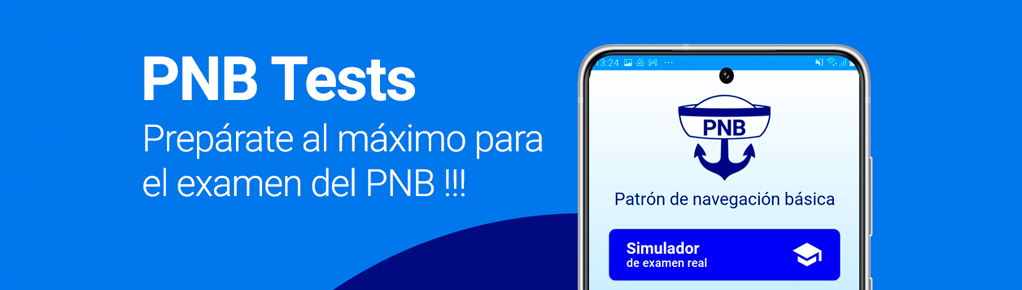 PNB Tests
Prepárate al máximo para
el examen del PNB !!!
13:24
PNB
Patrón de navegación básica
Simulador
de examen real